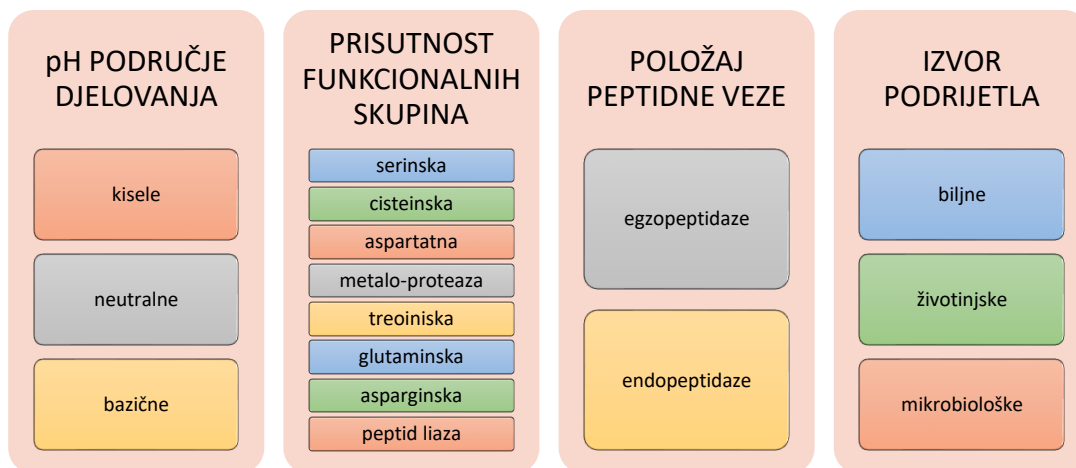 pH PODRUČJE
DJELOVANJA
kisele
neutralne
bazične
PRISUTNOST
FUNKCIONALNIH
SKUPINA
serinska
cisteinska
aspartatna
metalo-proteaza
treoiniska
glutaminska
asparginska
peptid liaza
POLOŽAJ
PEPTIDNE VEZE
egzopeptidaze
endopeptidaze
IZVOR
PODRIJETLA
biljne
životinjske
mikrobiološke